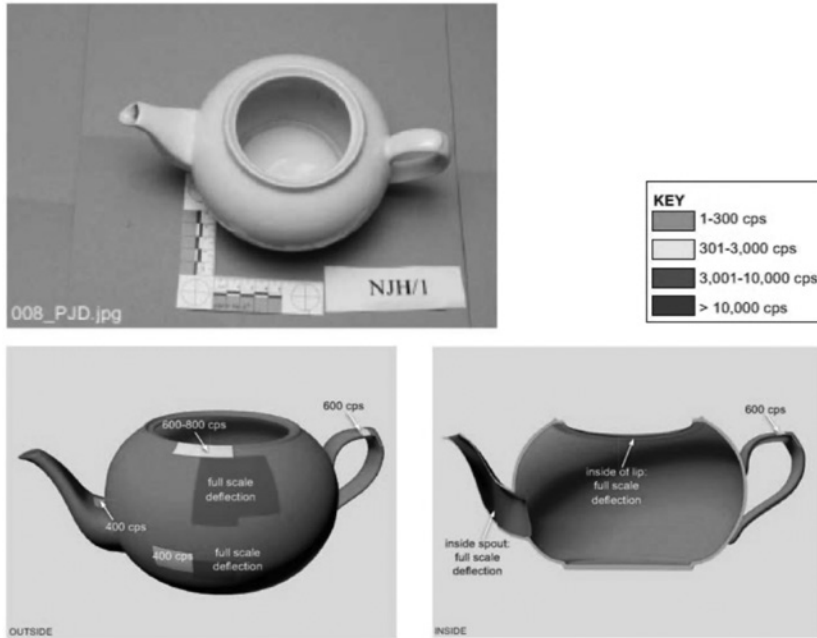 008_PJD.jpg
NJH/1
KEY
1-300 cps
301-3,000 cps
3,001-10,000 cps
> 10,000 cps
600-800 cps
600 cps
full scale
deflection
400 cps
400 cps
full scale
deflection
OUTSIDE
600 cps
inside of lip:
full scale
deflection
inside spout:
full scale
deflection
INSIDE